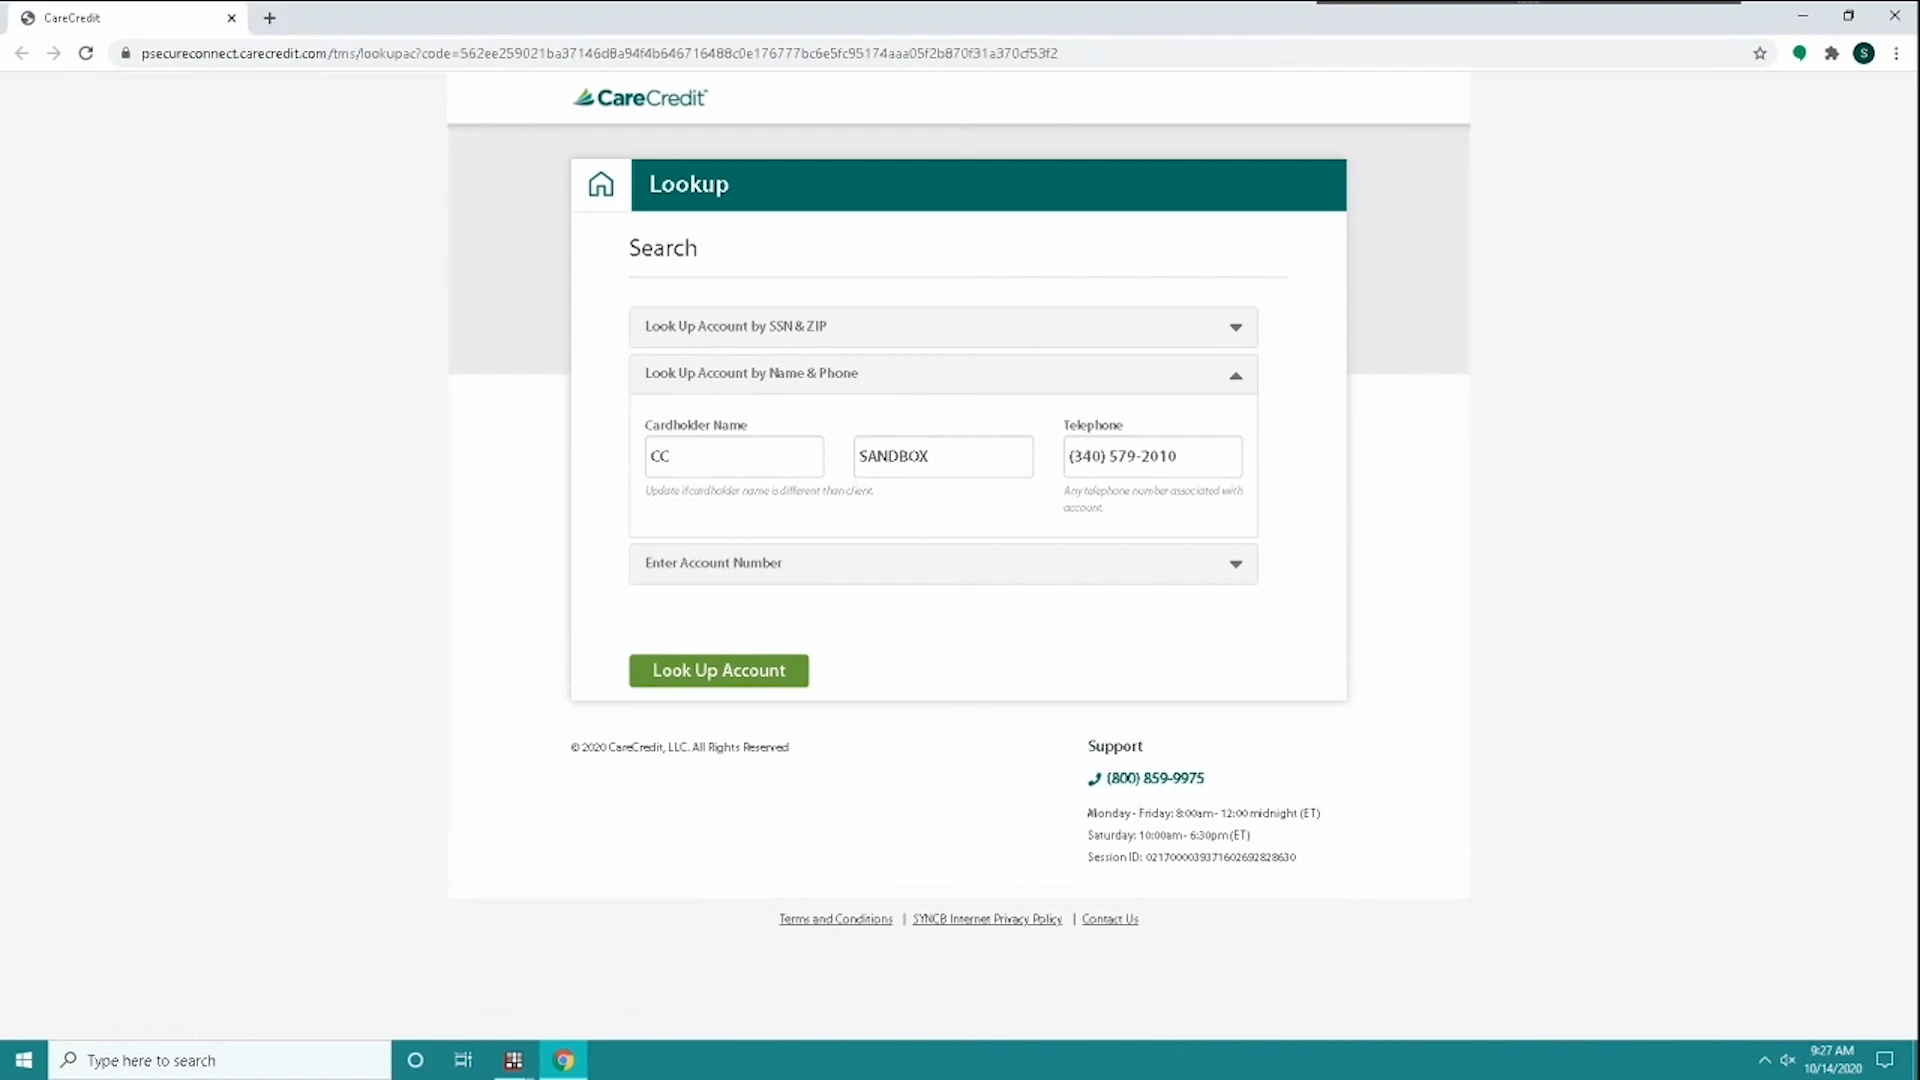 CareCredit
psecureconnect.carecredit.com/tms/lookupac?code=562ee259021ba37146d8a94f4b646716488c0e176777bc6e5fc95174aaa05f2b870f31a370cf53f2
S
CareCredit
Lookup
Search
Look Up Account by SSN & ZIP
Look Up Account by Name & Phone
Cardholder Name
Telephone
CC
SANDBOX
(340) 579-2010
Update if cardholder name is different than client.
Any telephone number associated with
account.
Enter Account Number
Look Up Account
© 2020 CareCredit, LLC. All Rights Reserved
Support
(800) 859-9975
Monday - Friday: 8:00am - 12:00 midnight (ET)
Saturday: 10:00am - 6:30pm (ET)
Session ID: 0217000039371602692828630
Terms and Conditions | SYNCB Internet Privacy Policy | Contact Us
Type here to search
9:27 AM
10/14/2020